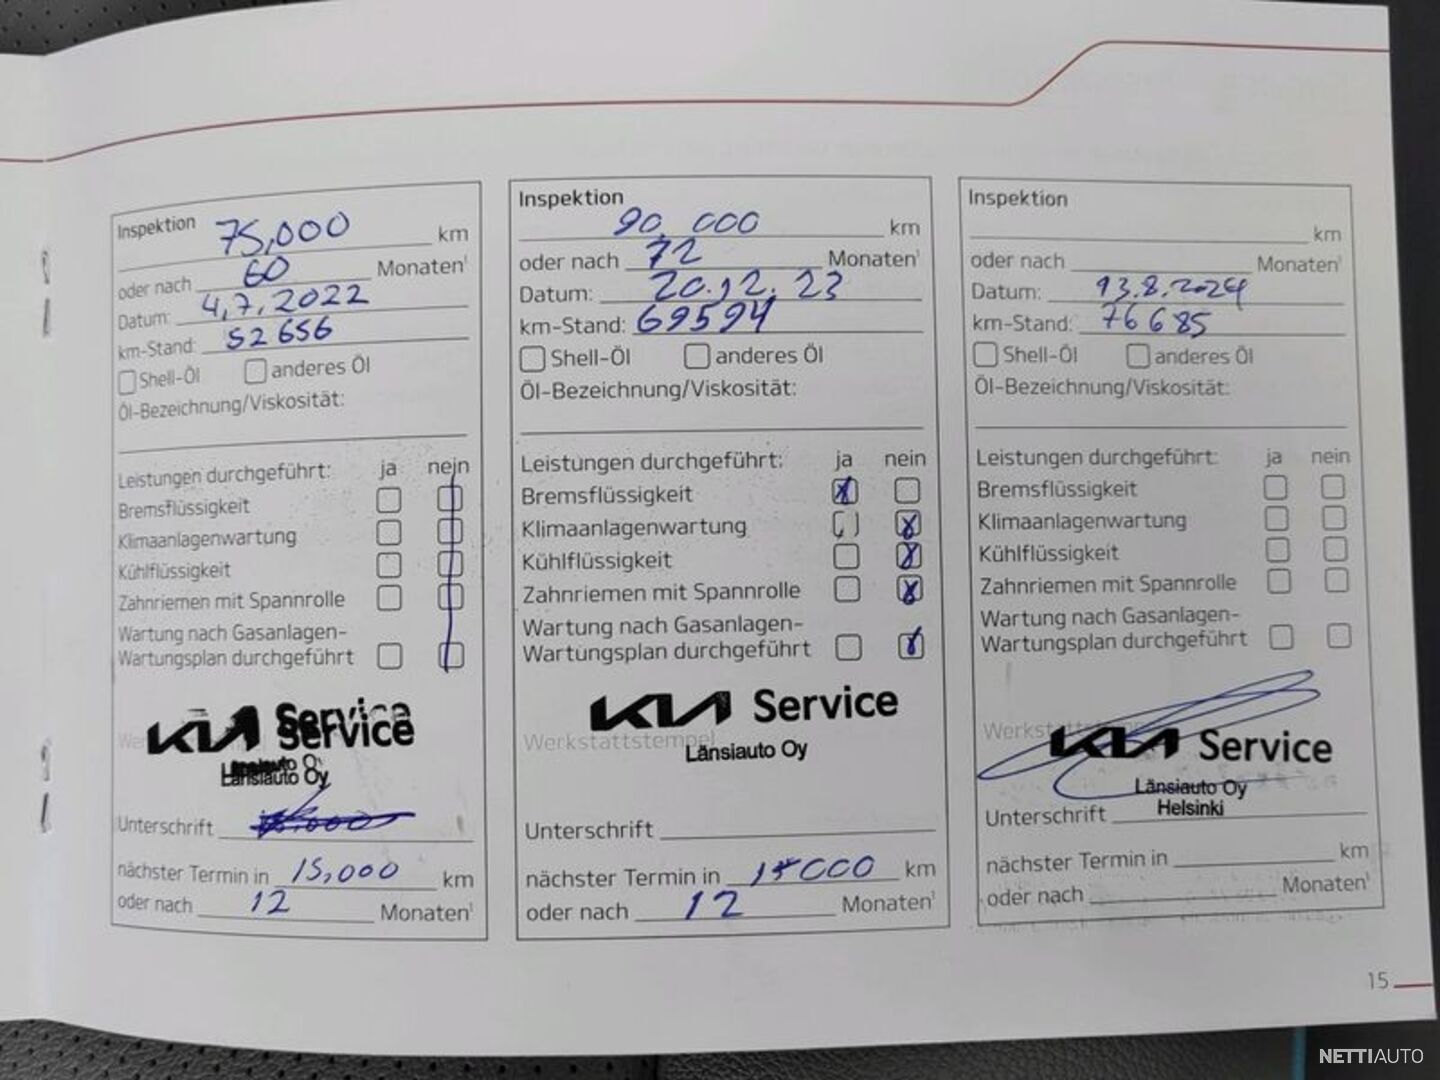 Inspektion 75,000 km
oder nach 60 Monaten¹
Datum: 4.7.2022
km-Stand: 52 656
Shell-Öl anderes Öl
Öl-Bezeichnung/Viskosität:
Leistungen durchgeführt: ja nein
Bremsflüssigkeit
Klimaanlagenwartung
Kühlflüssigkeit
Zahnriemen mit Spannrolle
Wartung nach Gasanlagen-
Wartungsplan durchgeführt
KIA Service
Länsiauto Oy
Unterschrift
nächster Termin in 15,000 km
oder nach 12 Monaten¹
Inspektion
90,000 km
oder nach 72 Monaten¹
Datum: 20.12.23
km-Stand: 69594
Shell-Öl anderes Öl
Öl-Bezeichnung/Viskosität:
Leistungen durchgeführt: ja nein
Bremsflüssigkeit
Klimaanlagenwartung
Kühlflüssigkeit
Zahnriemen mit Spannrolle
Wartung nach Gasanlagen-
Wartungsplan durchgeführt
KIA Service
Werkstattstempel
Länsiauto Oy
Unterschrift
nächster Termin in 15000 km
oder nach 12 Monaten¹
Inspektion
km
oder nach Monaten¹
Datum: 13.8.2024
km-Stand: 76685
Shell-Öl anderes Öl
Öl-Bezeichnung/Viskosität:
Leistungen durchgeführt: ja nein
Bremsflüssigkeit
Klimaanlagenwartung
Kühlflüssigkeit
Zahnriemen mit Spannrolle
Wartung nach Gasanlagen-
Wartungsplan durchgeführt
Werkstattstempel
KIA Service
Länsiauto Oy
Helsinki
Unterschrift
nächster Termin in km
oder nach Monaten¹
15
NETTIAUTO